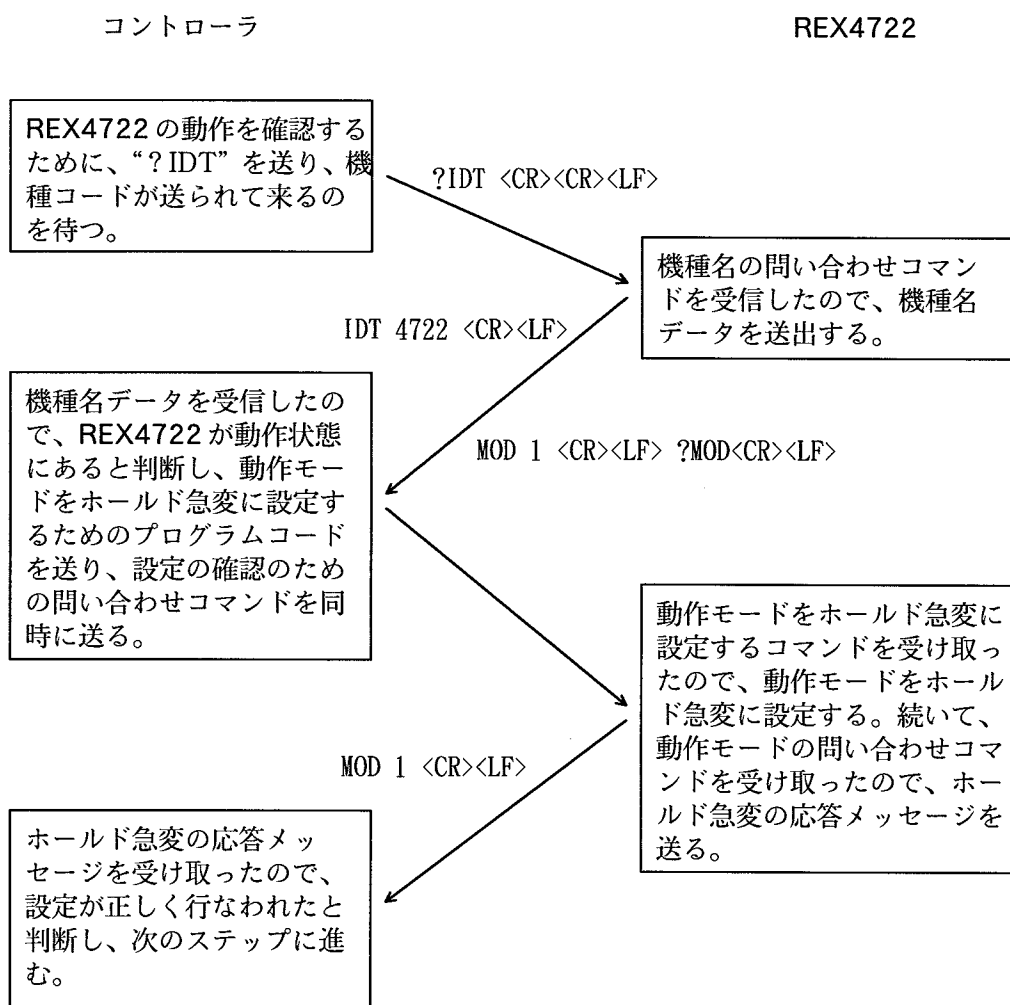 コントローラ
REX4722
REX4722 の動作を確認する
ために、“？IDT” を送り、機
種コードが送られて来るの
を待つ。
?IDT <CR><CR><LF>
機種名の問い合わせコマン
ドを受信したので、機種名
データを送出する。
IDT 4722 <CR><LF>
機種名データを受信したの
で、REX4722 が動作状態
にあると判断し、動作モー
ドをホールド急変に設定す
るためのプログラムコード
を送り、設定の確認のため
の問い合わせコマンドを同
時に送る。
MOD 1 <CR><LF> ?MOD<CR><LF>
動作モードをホールド急変に
設定するコマンドを受け取っ
たので、動作モードをホール
ド急変に設定する。続いて、
動作モードの問い合わせコマ
ンドを受け取ったので、ホー
ルド急変の応答メッセージを
送る。
MOD 1 <CR><LF>
ホールド急変の応答メッ
セージを受け取ったので、
設定が正しく行なわれたと
判断し、次のステップに進
む。